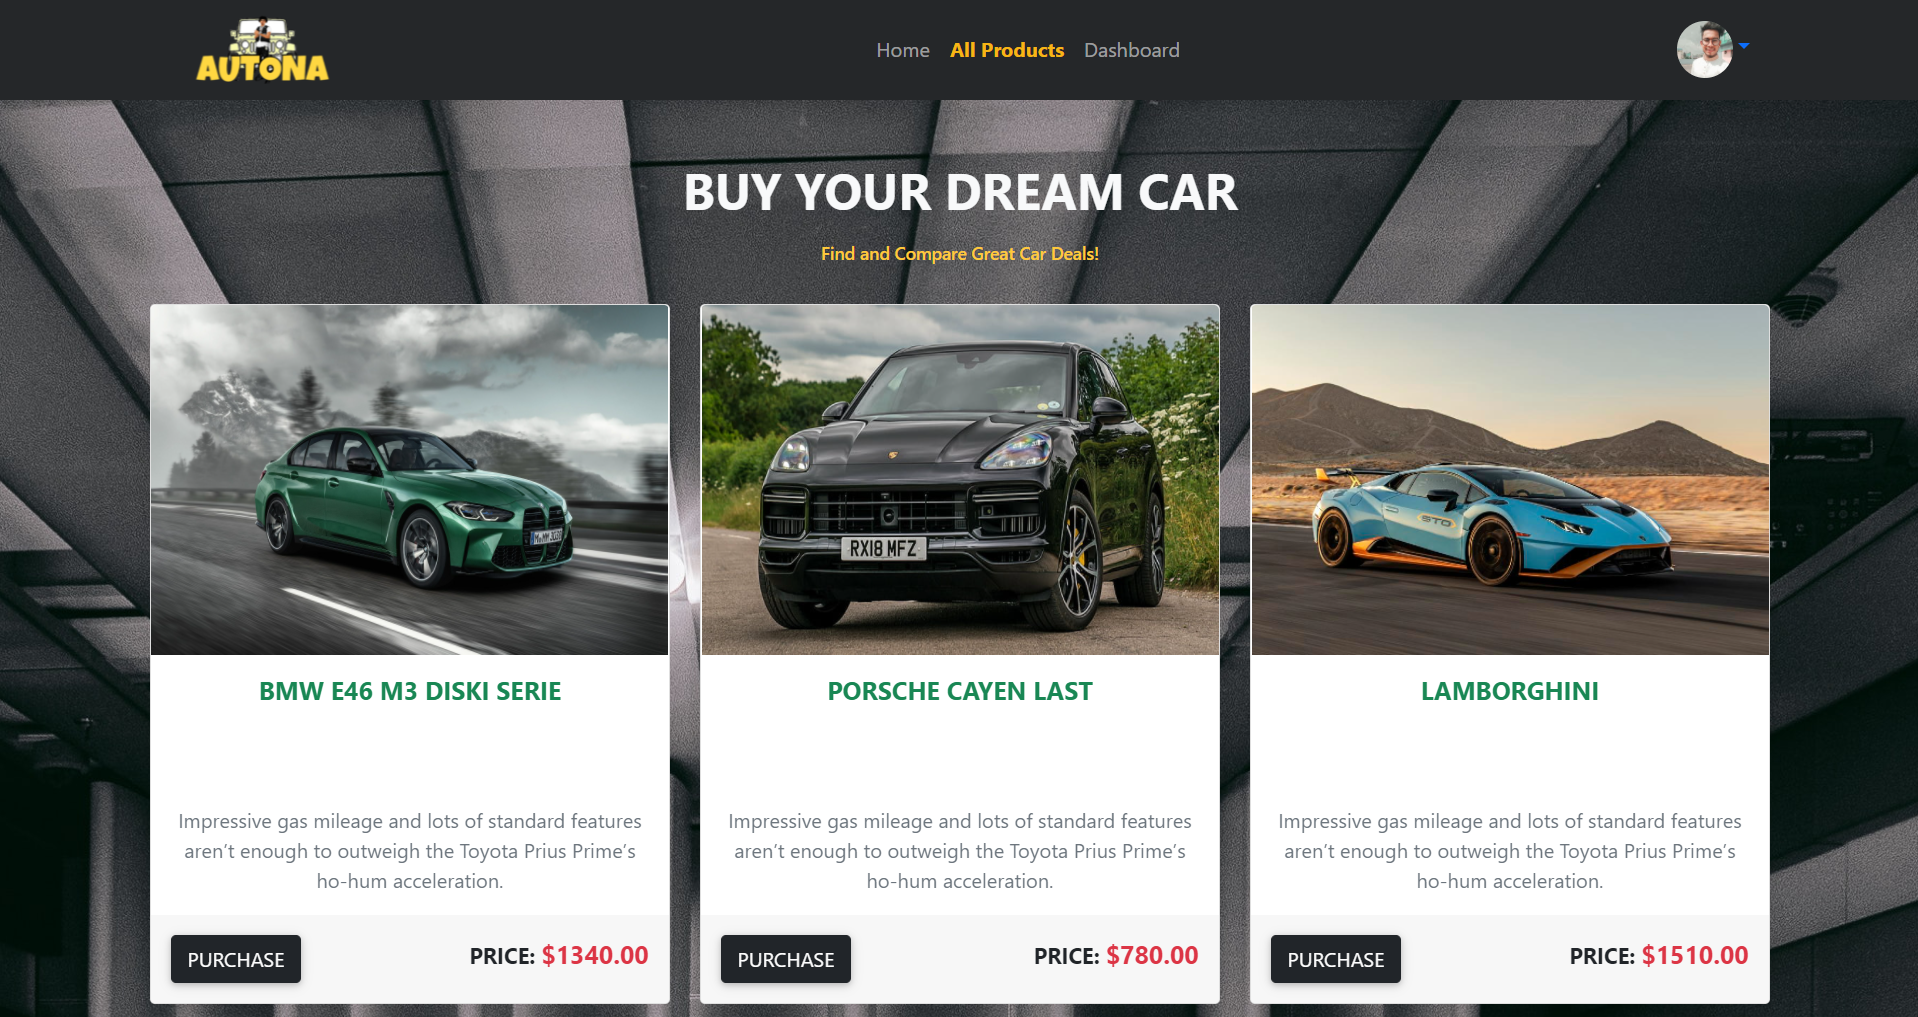 AUTONA
Home All Products Dashboard
BUY YOUR DREAM CAR
Find and Compare Great Car Deals!
RX18 MFZ
STO
BMW E46 M3 DISKI SERIE
PORSCHE CAYEN LAST
LAMBORGHINI
Impressive gas mileage and lots of standard features
aren’t enough to outweigh the Toyota Prius Prime’s
ho-hum acceleration.
Impressive gas mileage and lots of standard features
aren’t enough to outweigh the Toyota Prius Prime’s
ho-hum acceleration.
Impressive gas mileage and lots of standard features
aren’t enough to outweigh the Toyota Prius Prime’s
ho-hum acceleration.
PURCHASE PRICE: $1340.00
PURCHASE PRICE: $780.00
PURCHASE PRICE: $1510.00